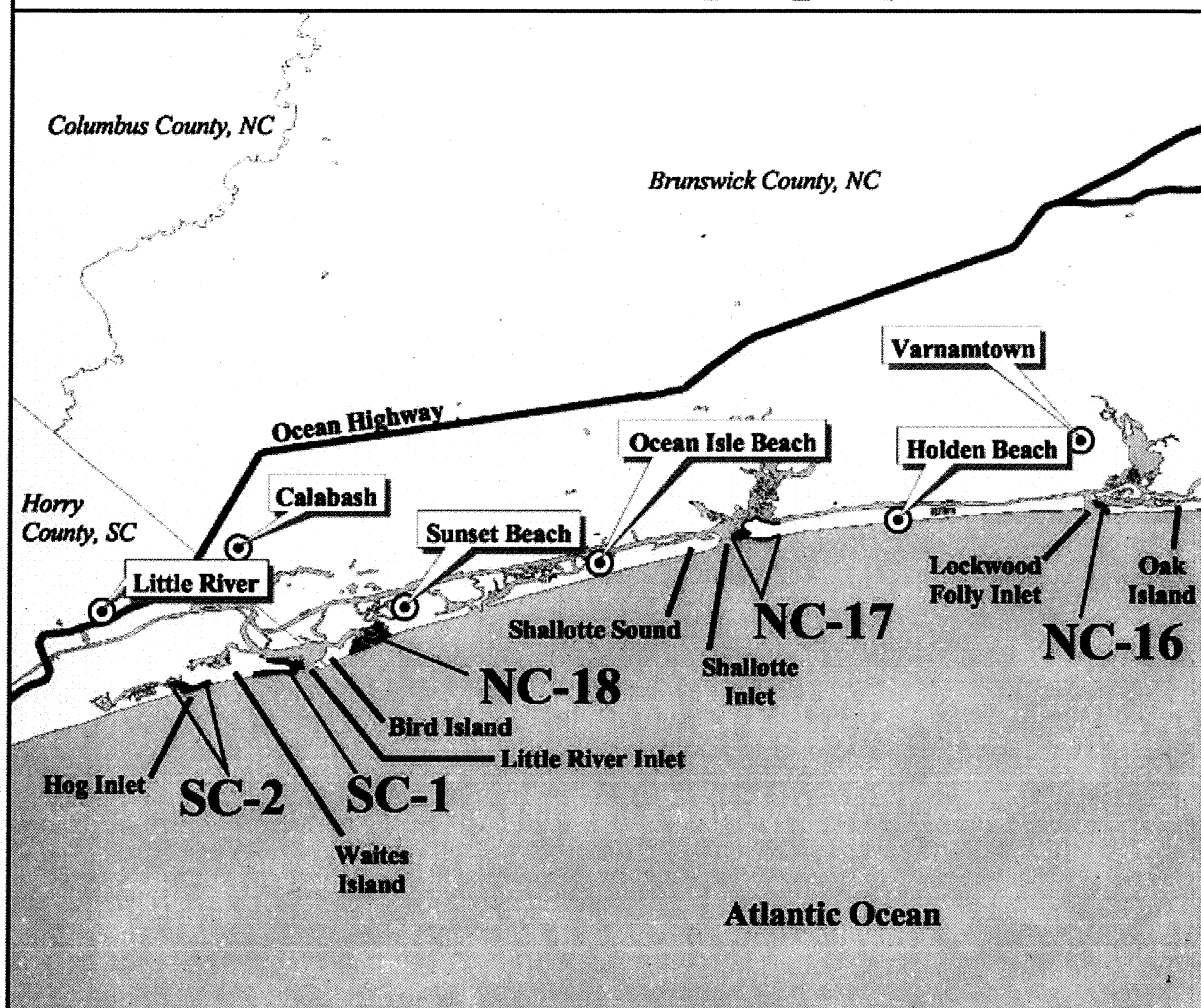 Columbus County, NC
Brunswick County, NC
Varnamtown
Ocean Highway
Ocean Isle Beach
Holden Beach
Horry
County, SC
Calabash
Sunset Beach
Little River
Lockwood
Folly Inlet
Oak
Island
Shallotte Sound
NC-17
NC-16
Shallotte
Inlet
NC-18
Bird Island
Little River Inlet
Hog Inlet
SC-2
SC-1
Waites
Island
Atlantic Ocean